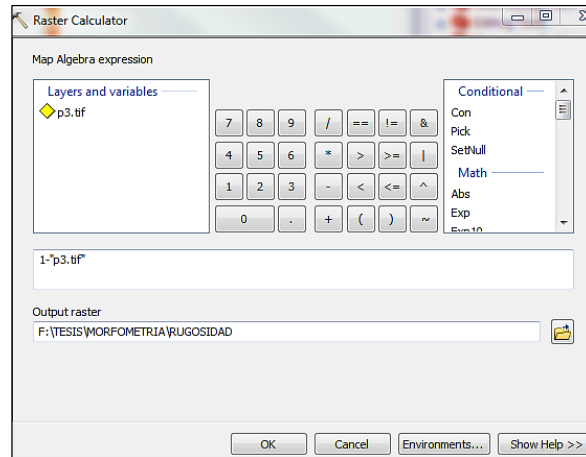 Raster Calculator
Map Algebra expression
Layers and variables
p3.tif
7 8 9 / == != &
4 5 6 * > >= |
1 2 3 - < <= ^
0 . + ( ) ~
Conditional
Con
Pick
SetNull
Math
Abs
Exp
Exp10
1-"p3.tif"
Output raster
F:\TESIS\MORFOMETRIA\RUGOSIDAD
OK Cancel Environments... Show Help >>